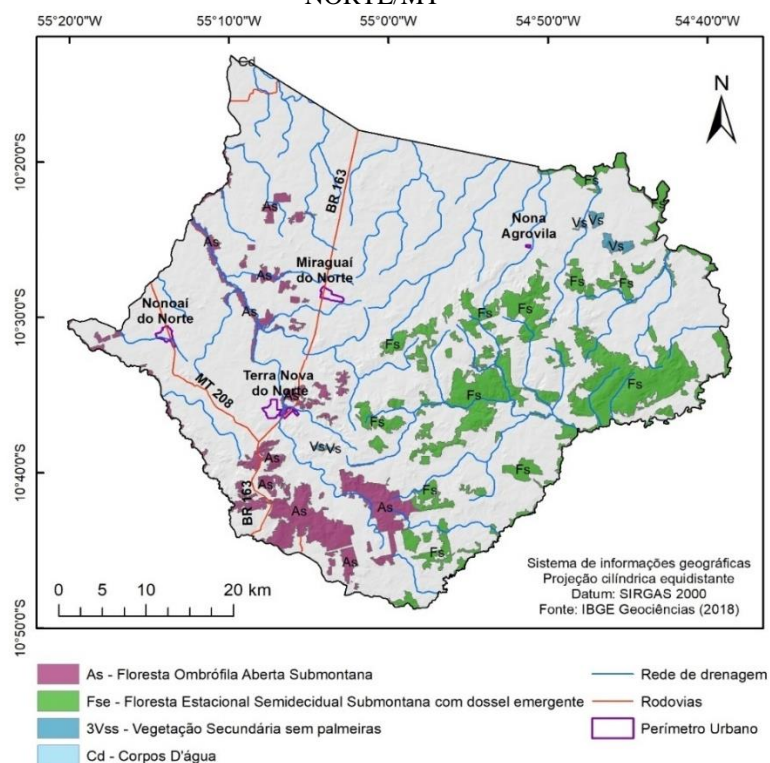 NORTE/MT
55°20'0"W 55°10'0"W 55°0'0"W 54°50'0"W 54°40'0"W
10°20'0"S
10°30'0"S
10°40'0"S
10°50'0"S
N
Cd
BR 163
Fs
Fs
As
Vs Vs
Nona
Agrovila
Vs
As
Miraguaí
do Norte
As
Fs
Fs
Nonoaí
do Norte
As
Fs
Fs
Fs
MT 208
Terra Nova
do Norte
As
Fs
Fs
Fs
VsVs
As
Fs
As
Fs
BR 163
As
As
As
Fs
0 5 10 20 km
Sistema de informações geográficas
Projeção cilíndrica equidistante
Datum: SIRGAS 2000
Fonte: IBGE Geociências (2018)
As - Floresta Ombrófila Aberta Submontana
Fse - Floresta Estacional Semidecidual Submontana com dossel emergente
3Vss - Vegetação Secundária sem palmeiras
Cd - Corpos D'água
Rede de drenagem
Rodovias
Perímetro Urbano